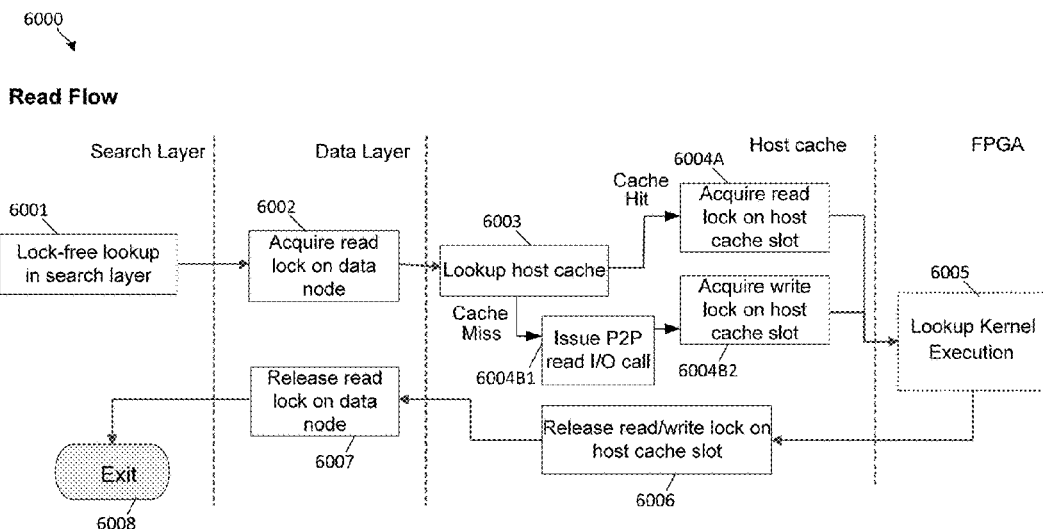 6000
Read Flow
Search Layer
Data Layer
Host cache
FPGA
6001
Lock-free lookup
in search layer
6002
Acquire read
lock on data
node
6003
Lookup host cache
Cache
Hit
6004A
Acquire read
lock on host
cache slot
Cache
Miss
Issue P2P
read I/O call
6004B1
Acquire write
lock on host
cache slot
6004B2
6005
Lookup Kernel
Execution
Release read/write lock on
host cache slot
6006
Release read
lock on data
node
6007
Exit
6008